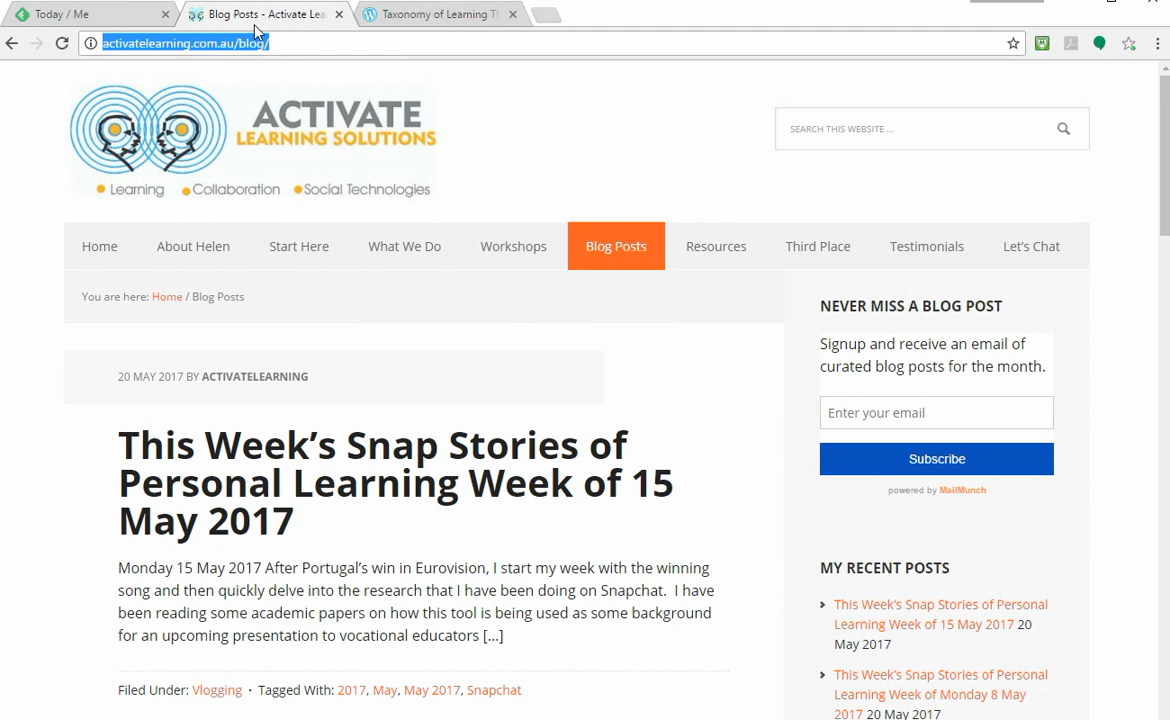 Today / Me
Blog Posts - Activate Lea
Taxonomy of Learning Th
activatelearning.com.au/blog/
ACTIVATE
LEARNING SOLUTIONS
Learning Collaboration Social Technologies
SEARCH THIS WEBSITE ...
Home About Helen Start Here What We Do Workshops Blog Posts Resources Third Place Testimonials Let's Chat
You are here: Home / Blog Posts
20 MAY 2017 BY ACTIVATELEARNING
This Week's Snap Stories of
Personal Learning Week of 15
May 2017
Monday 15 May 2017 After Portugal's win in Eurovision, I start my week with the winning
song and then quickly delve into the research that I have been doing on Snapchat. I have
been reading some academic papers on how this tool is being used as some background
for an upcoming presentation to vocational educators [...]
Filed Under: Vlogging · Tagged With: 2017, May, May 2017, Snapchat
NEVER MISS A BLOG POST
Signup and receive an email of
curated blog posts for the month.
Enter your email
Subscribe
powered by MailMunch
MY RECENT POSTS
This Week's Snap Stories of Personal
Learning Week of 15 May 2017 20
May 2017
This Week's Snap Stories of Personal
Learning Week of Monday 8 May
2017 20 May 2017